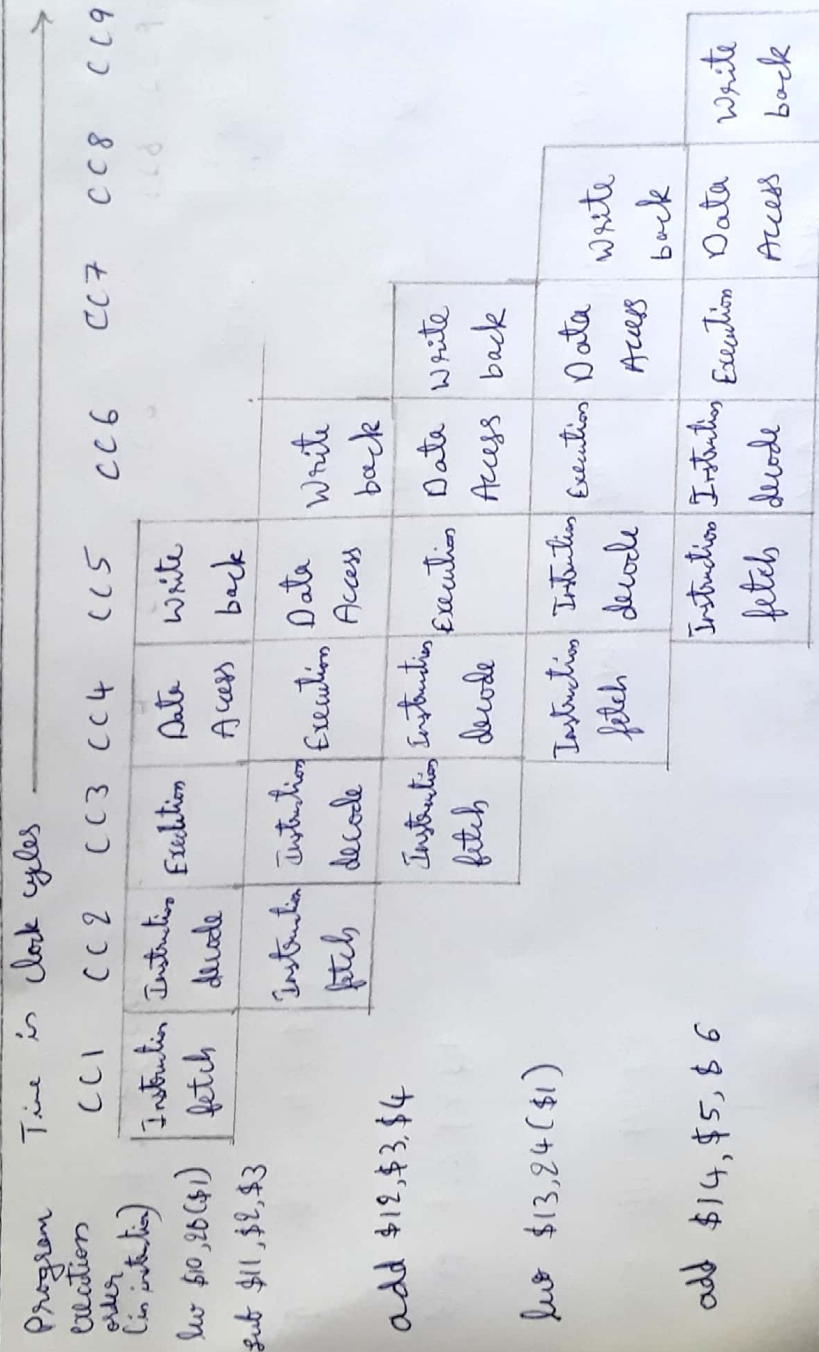 Program Time in clock cycles
execution order (in instruction)
CC1 CC2 CC3 CC4 CC5 CC6 CC7 CC8 CC9
lw $10, 20($1)
Instruction fetch
Instruction decode
Execution
Data Access
Write back
sub $11, $2, $3
Instruction fetch
Instruction decode
Execution
Data Access
Write back
add $12, $3, $4
Instruction fetch
Instruction decode
Execution
Data Access
Write back
lw $13, 24($1)
Instruction fetch
Instruction decode
Execution
Data Access
Write back
add $14, $5, $6
Instruction fetch
Instruction decode
Execution
Data Access
Write back